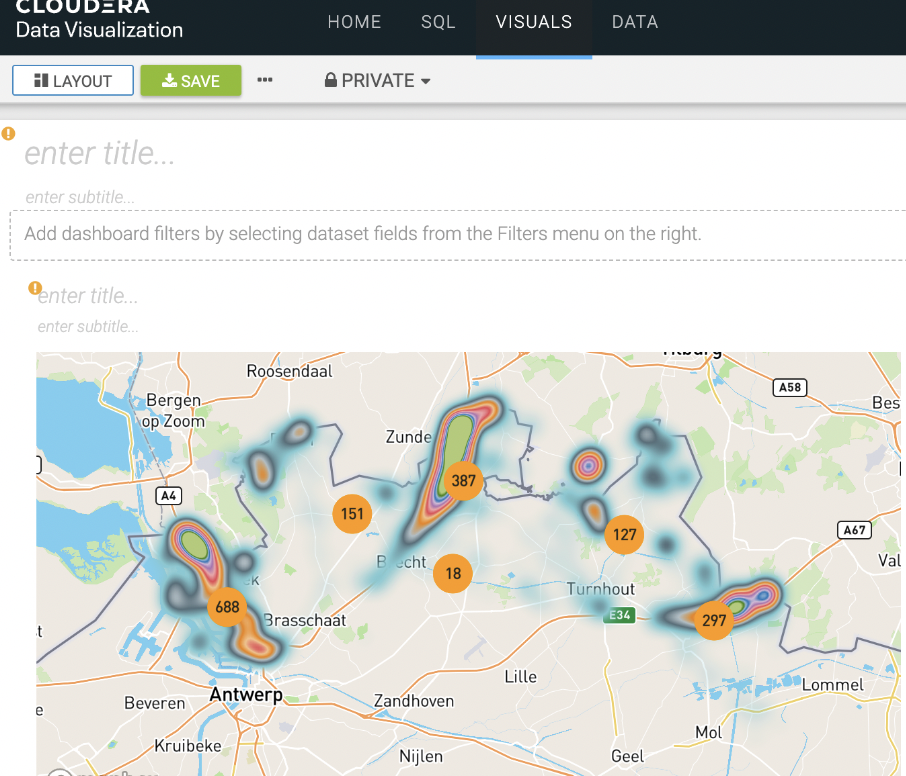 CLOUDERA
Data Visualization
HOME SQL VISUALS DATA
LAYOUT SAVE PRIVATE
enter title...
enter subtitle...
Add dashboard filters by selecting dataset fields from the Filters menu on the right.
enter title...
enter subtitle...
Tilburg
Roosendaal
A58
Bergen
op Zoom
Bes
Zunde
387
A4
151
127
A67
Brecht
Val
18
ek
Turnhout
688
E34
297
Brasschaat
Lille
Lommel
Antwerp
Beveren
Zandhoven
Mol
Kruibeke
Nijlen
Geel
mapbox